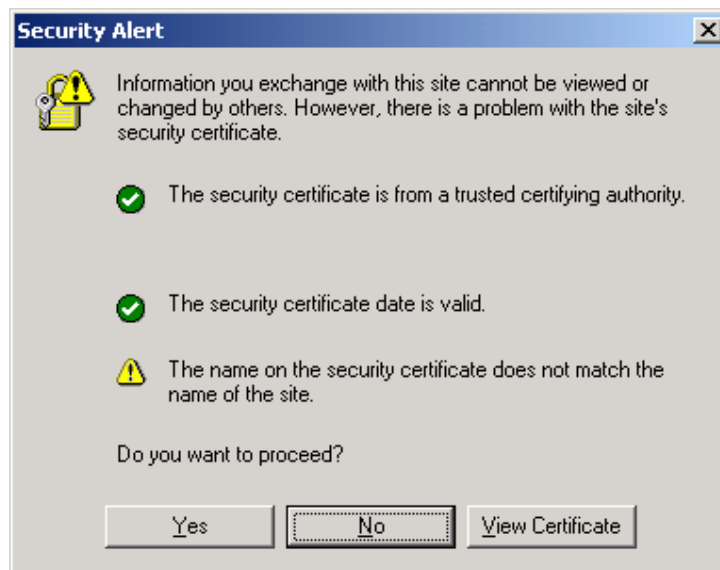 Security Alert
Information you exchange with this site cannot be viewed or
changed by others. However, there is a problem with the site's
security certificate.
The security certificate is from a trusted certifying authority.
The security certificate date is valid.
The name on the security certificate does not match the
name of the site.
Do you want to proceed?
Yes No View Certificate